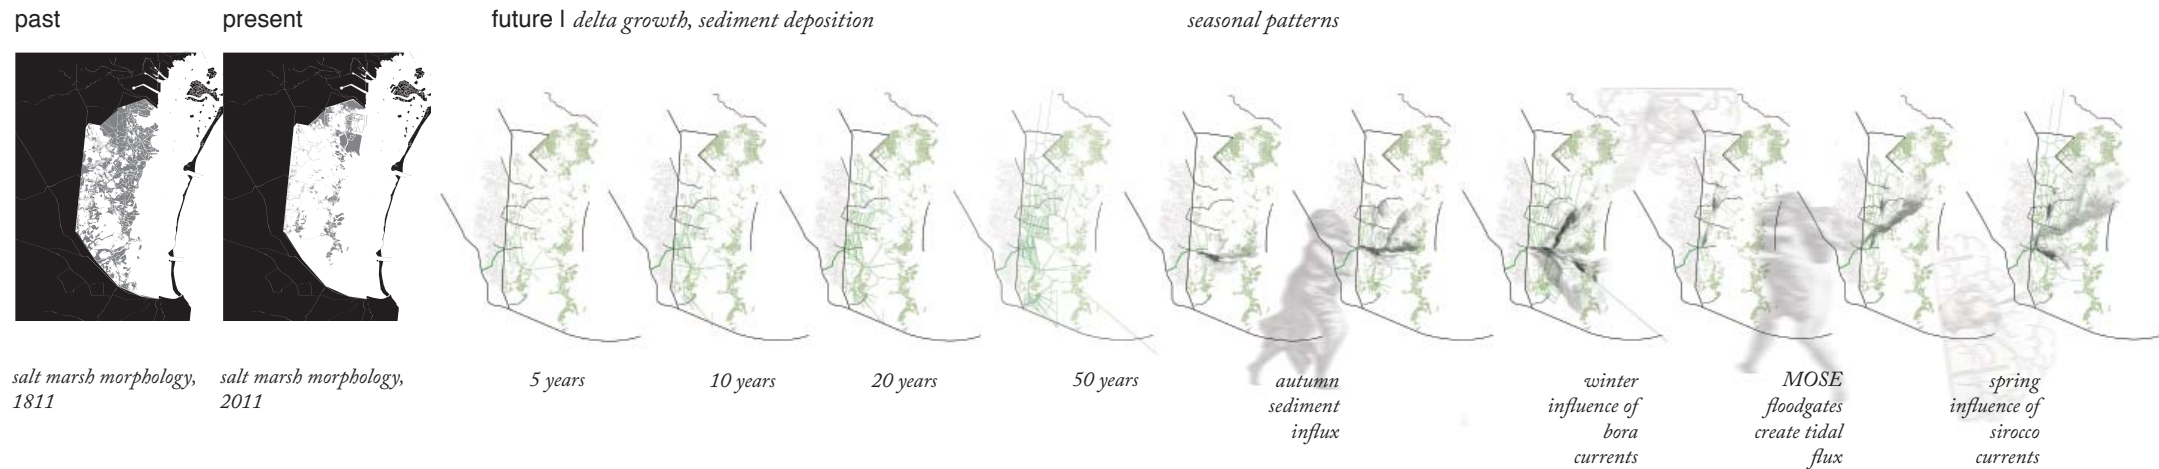 past
present
future | delta growth, sediment deposition
seasonal patterns
salt marsh morphology,
1811
salt marsh morphology,
2011
5 years
10 years
20 years
50 years
autumn
sediment
influx
winter
influence of
bora
currents
MOSE
floodgates
create tidal
flux
spring
influence of
sirocco
currents